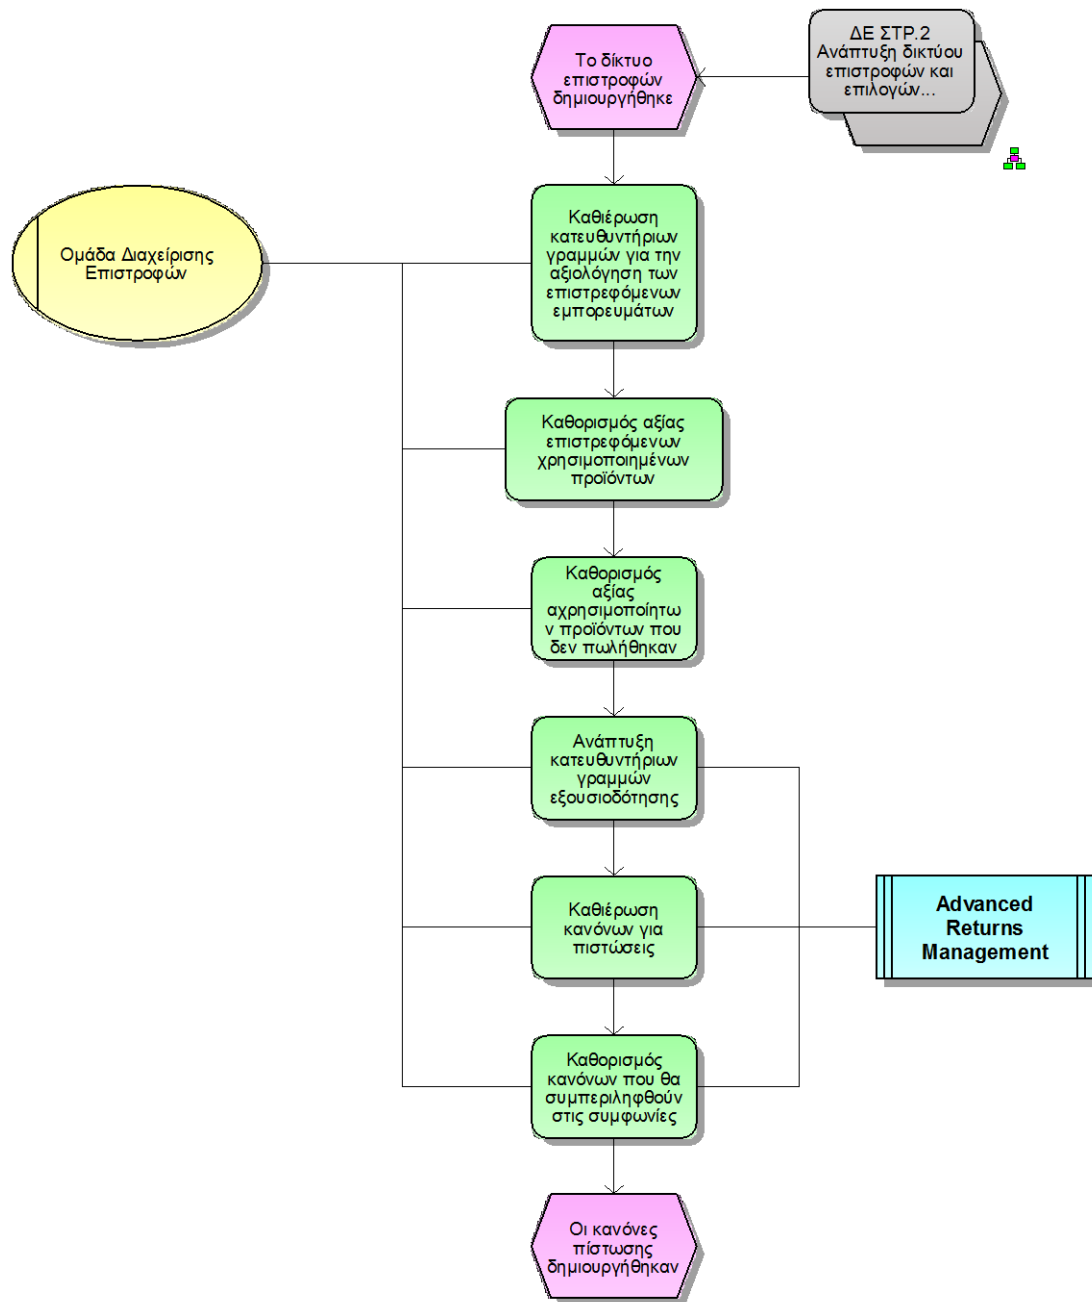 Το δίκτυο
επιστροφών
δημιουργήθηκε
ΔΕ ΣΤΡ.2
Ανάπτυξη δικτύου
επιστροφών και
επιλογών...
Ομάδα Διαχείρισης
Επιστροφών
Καθιέρωση
κατευθυντήριων
γραμμών για την
αξιολόγηση των
επιστρεφόμενων
εμπορευμάτων
Καθορισμός αξίας
επιστρεφόμενων
χρησιμοποιημένων
προϊόντων
Καθορισμός
αξίας
αχρησιμοποίητω
ν προϊόντων που
δεν πωλήθηκαν
Ανάπτυξη
κατευθυντήριων
γραμμών
εξουσιοδότησης
Καθιέρωση
κανόνων για
πιστώσεις
Advanced
Returns
Management
Καθορισμός
κανόνων που θα
συμπεριληφθούν
στις συμφωνίες
Οι κανόνες
πίστωσης
δημιουργήθηκαν